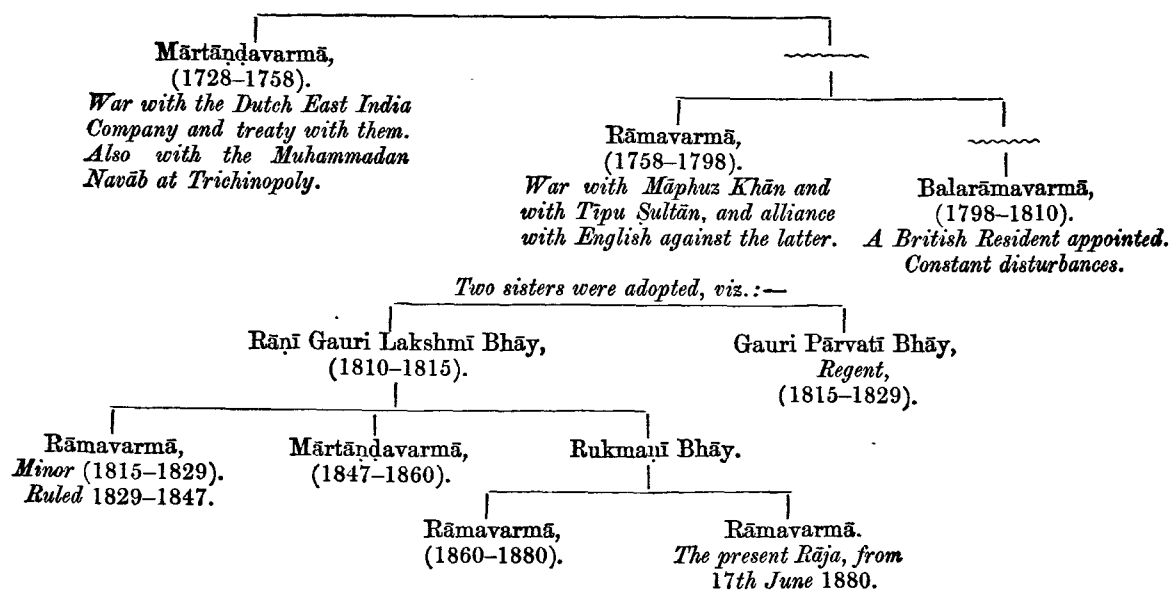 Mārtāṇḍavarmā,
(1728–1758).
War with the Dutch East India
Company and treaty with them.
Also with the Muhammadan
Navāb at Trichinopoly.
Rāmavarmā,
(1758–1798).
War with Māphuz Khān and
with Tīpu Ṣultān, and alliance
with English against the latter.
Balarāmavarmā,
(1798–1810).
A British Resident appointed.
Constant disturbances.
Two sisters were adopted, viz.:—
Rāṇī Gauri Lakshmī Bhāy,
(1810–1815).
Gauri Pārvatī Bhāy,
Regent,
(1815–1829).
Rāmavarmā,
Minor (1815–1829).
Ruled 1829–1847.
Mārtāṇḍavarmā,
(1847–1860).
Rukmaṇī Bhāy.
Rāmavarmā,
(1860–1880).
Rāmavarmā.
The present Rāja, from
17th June 1880.